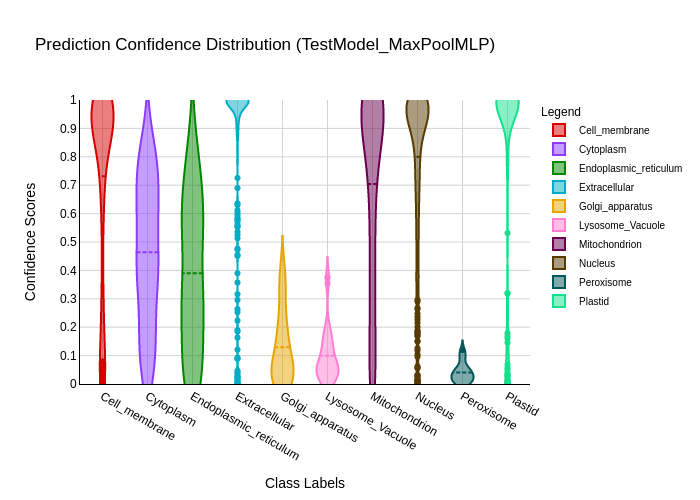 Prediction Confidence Distribution (TestModel_MaxPoolMLP)
Legend
Cell_membrane
Cytoplasm
Endoplasmic_reticulum
Extracellular
Golgi_apparatus
Lysosome_Vacuole
Mitochondrion
Nucleus
Peroxisome
Plastid
Confidence Scores
1
0.9
0.8
0.7
0.6
0.5
0.4
0.3
0.2
0.1
0
Cell_membrane
Cytoplasm
Endoplasmic_reticulum
Extracellular
Golgi_apparatus
Lysosome_Vacuole
Mitochondrion
Nucleus
Peroxisome
Plastid
Class Labels